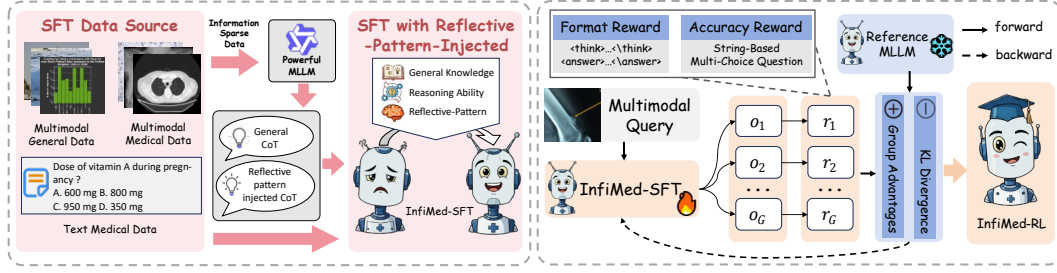 SFT Data Source
Multimodal
General Data
Multimodal
Medical Data
Dose of vitamin A during pregn-
ancy ?
A. 600 mg B. 800 mg
C. 950 mg D. 350 mg
Text Medical Data
Information
Sparse
Data
Powerful
MLLM
General
CoT
Reflective
pattern
injected CoT
SFT with Reflective
-Pattern-Injected
General Knowledge
Reasoning Ability
Reflective-Pattern
InfiMed-SFT
Format Reward
<think>...<\think>
<answer>...<\answer>
Accuracy Reward
String-Based
Multi-Choice Question
Reference
MLLM
forward
backward
Multimodal
Query
InfiMed-SFT
o1
r1
o2
r2
...
...
oG
rG
Group Advantages
KL Divergence
InfiMed-RL